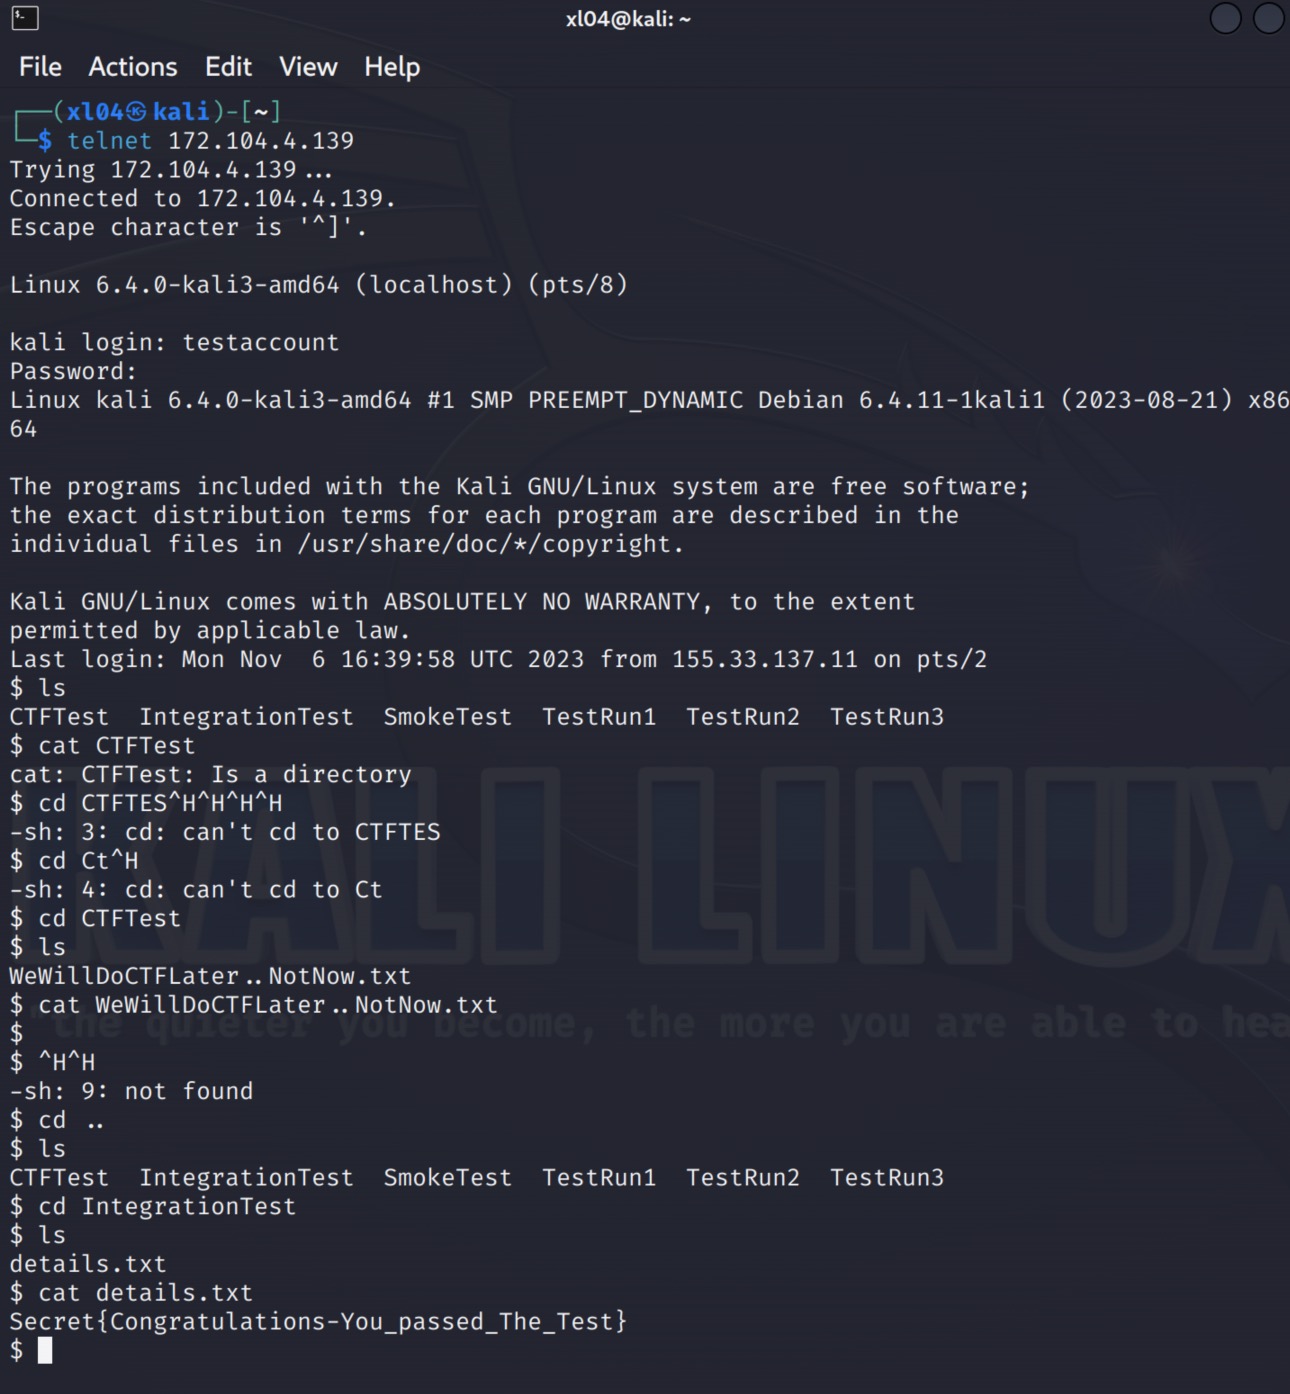 xl04@kali: ~
File Actions Edit View Help
┌──(xl04㉿kali)-[~]
└─$ telnet 172.104.4.139
Trying 172.104.4.139...
Connected to 172.104.4.139.
Escape character is '^]'.
Linux 6.4.0-kali3-amd64 (localhost) (pts/8)
kali login: testaccount
Password:
Linux kali 6.4.0-kali3-amd64 #1 SMP PREEMPT_DYNAMIC Debian 6.4.11-1kali1 (2023-08-21) x86
64
The programs included with the Kali GNU/Linux system are free software;
the exact distribution terms for each program are described in the
individual files in /usr/share/doc/*/copyright.
Kali GNU/Linux comes with ABSOLUTELY NO WARRANTY, to the extent
permitted by applicable law.
Last login: Mon Nov  6 16:39:58 UTC 2023 from 155.33.137.11 on pts/2
$ ls
CTFTest  IntegrationTest  SmokeTest  TestRun1  TestRun2  TestRun3
$ cat CTFTest
cat: CTFTest: Is a directory
$ cd CTFTES^H^H^H^H
-sh: 3: cd: can't cd to CTFTES
$ cd Ct^H
-sh: 4: cd: can't cd to Ct
$ cd CTFTest
$ ls
WeWillDoCTFLater..NotNow.txt
$ cat WeWillDoCTFLater..NotNow.txt
$
$ ^H^H
-sh: 9: not found
$ cd ..
$ ls
CTFTest  IntegrationTest  SmokeTest  TestRun1  TestRun2  TestRun3
$ cd IntegrationTest
$ ls
details.txt
$ cat details.txt
Secret{Congratulations-You_passed_The_Test}
$
KALI LINUX
"the quieter you become, the more you are able to hea